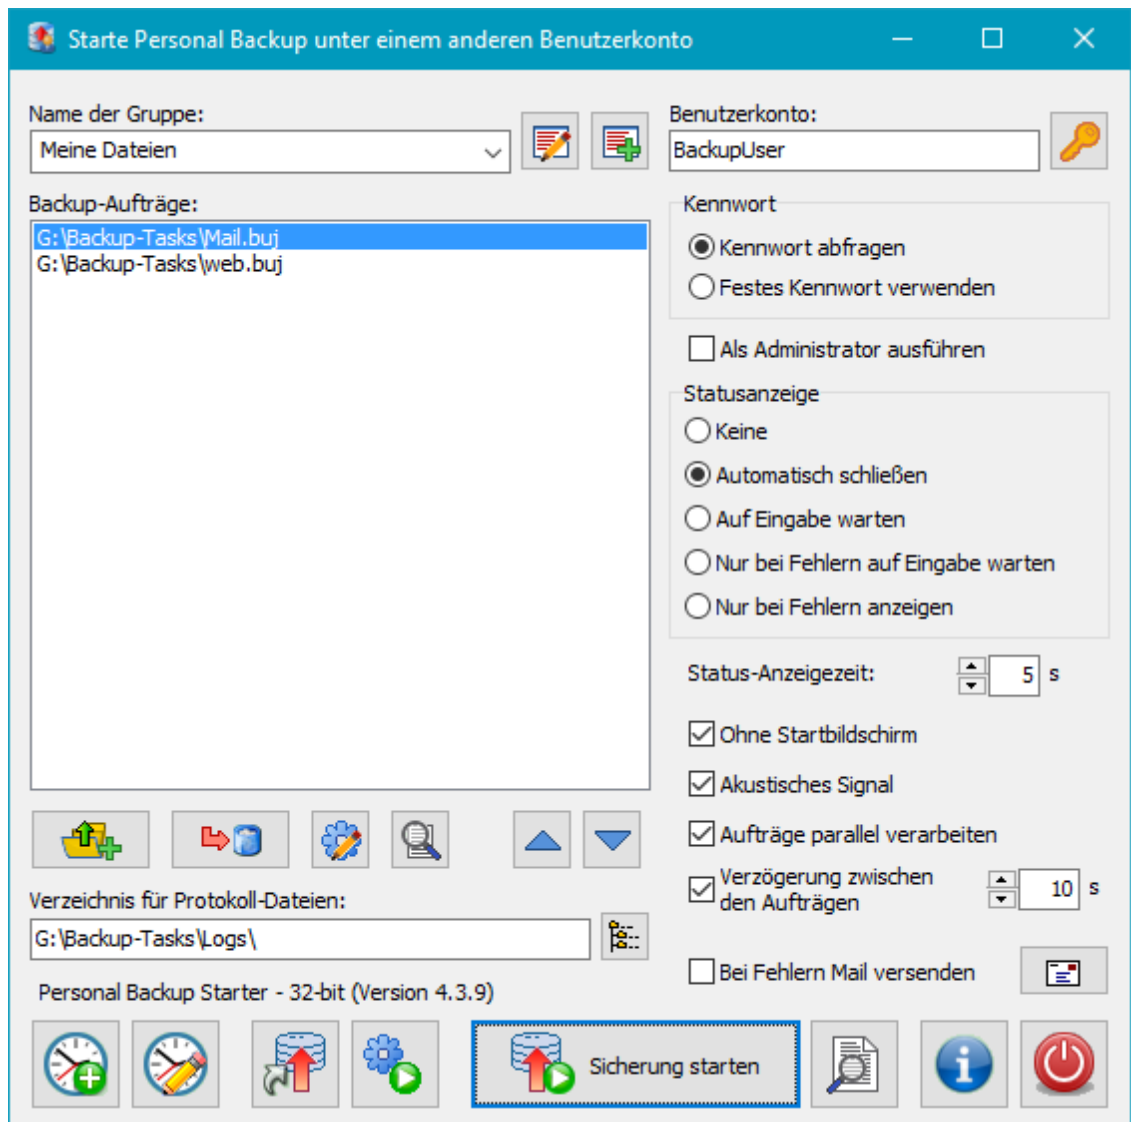 Starte Personal Backup unter einem anderen Benutzerkonto
Name der Gruppe:
Meine Dateien
Benutzerkonto:
BackupUser
Backup-Aufträge:
G:\Backup-Tasks\Mail.buj
G:\Backup-Tasks\web.buj
Kennwort
Kennwort abfragen
Festes Kennwort verwenden
Als Administrator ausführen
Statusanzeige
Keine
Automatisch schließen
Auf Eingabe warten
Nur bei Fehlern auf Eingabe warten
Nur bei Fehlern anzeigen
Status-Anzeigezeit: 5 s
Ohne Startbildschirm
Akustisches Signal
Aufträge parallel verarbeiten
Verzögerung zwischen
den Aufträgen
10 s
Verzeichnis für Protokoll-Dateien:
G:\Backup-Tasks\Logs\
Bei Fehlern Mail versenden
Personal Backup Starter - 32-bit (Version 4.3.9)
Sicherung starten